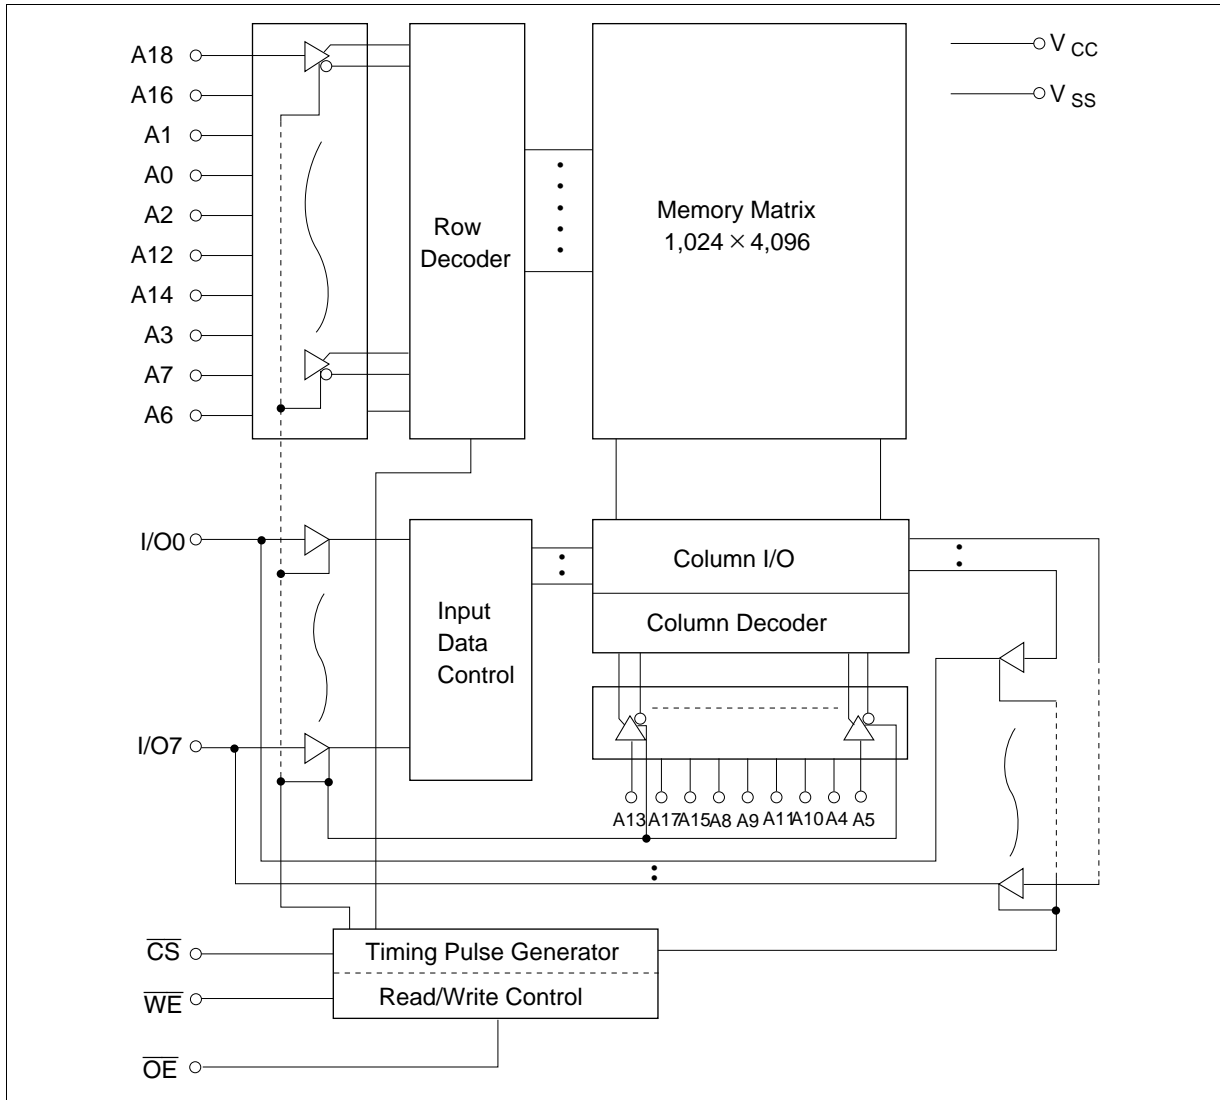 A18
A16
A1
A0
A2
A12
A14
A3
A7
A6
Row
Decoder
Memory Matrix
1,024 × 4,096
V CC
V SS
I/O0
I/O7
Input
Data
Control
Column I/O
Column Decoder
A13 A17 A15 A8 A9 A11 A10 A4 A5
CS
WE
OE
Timing Pulse Generator
Read/Write Control